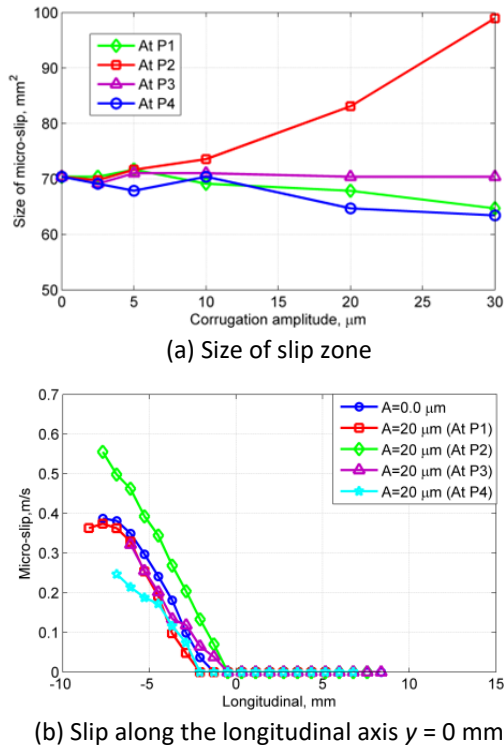 100
90
80
70
60
50
Size of micro-slip, mm²
At P1
At P2
At P3
At P4
0 5 10 15 20 25 30
Corrugation amplitude, μm
(a) Size of slip zone
0.7
0.6
0.5
0.4
0.3
0.2
0.1
0
Micro-slip,m/s
A=0.0 μm
A=20 μm (At P1)
A=20 μm (At P2)
A=20 μm (At P3)
A=20 μm (At P4)
-10 -5 0 5 10 15
Longitudinal, mm
(b) Slip along the longitudinal axis y = 0 mm